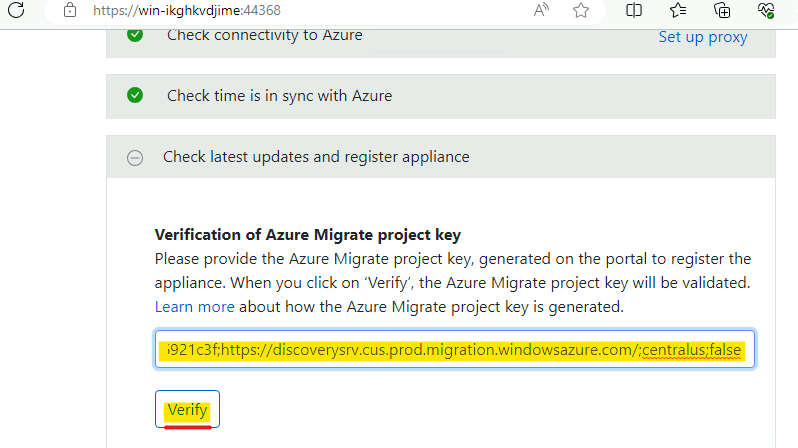 https://win-ikghkvdjime:44368
Check connectivity to Azure
Set up proxy
Check time is in sync with Azure
Check latest updates and register appliance
Verification of Azure Migrate project key
Please provide the Azure Migrate project key, generated on the portal to register the
appliance. When you click on ‘Verify’, the Azure Migrate project key will be validated.
Learn more about how the Azure Migrate project key is generated.
921c3f;https://discoverysrv.cus.prod.migration.windowsazure.com/;centralus;false
Verify